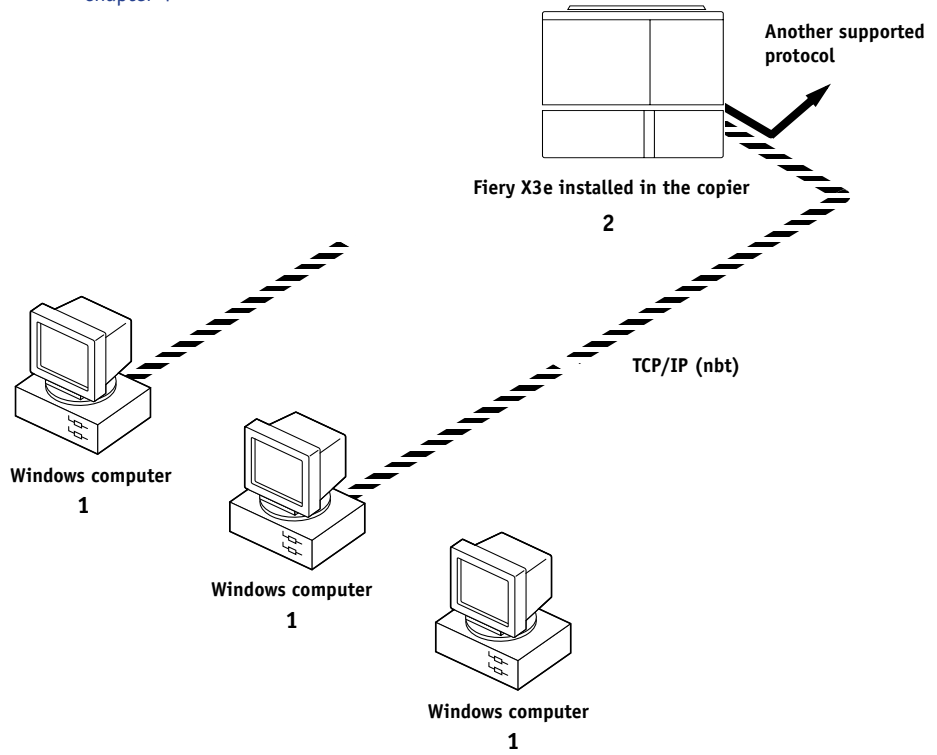 chapter
Another supported
protocol
Fiery X3e installed in the copier
2
TCP/IP (nbt)
Windows computer
1
Windows computer
1
Windows computer
1